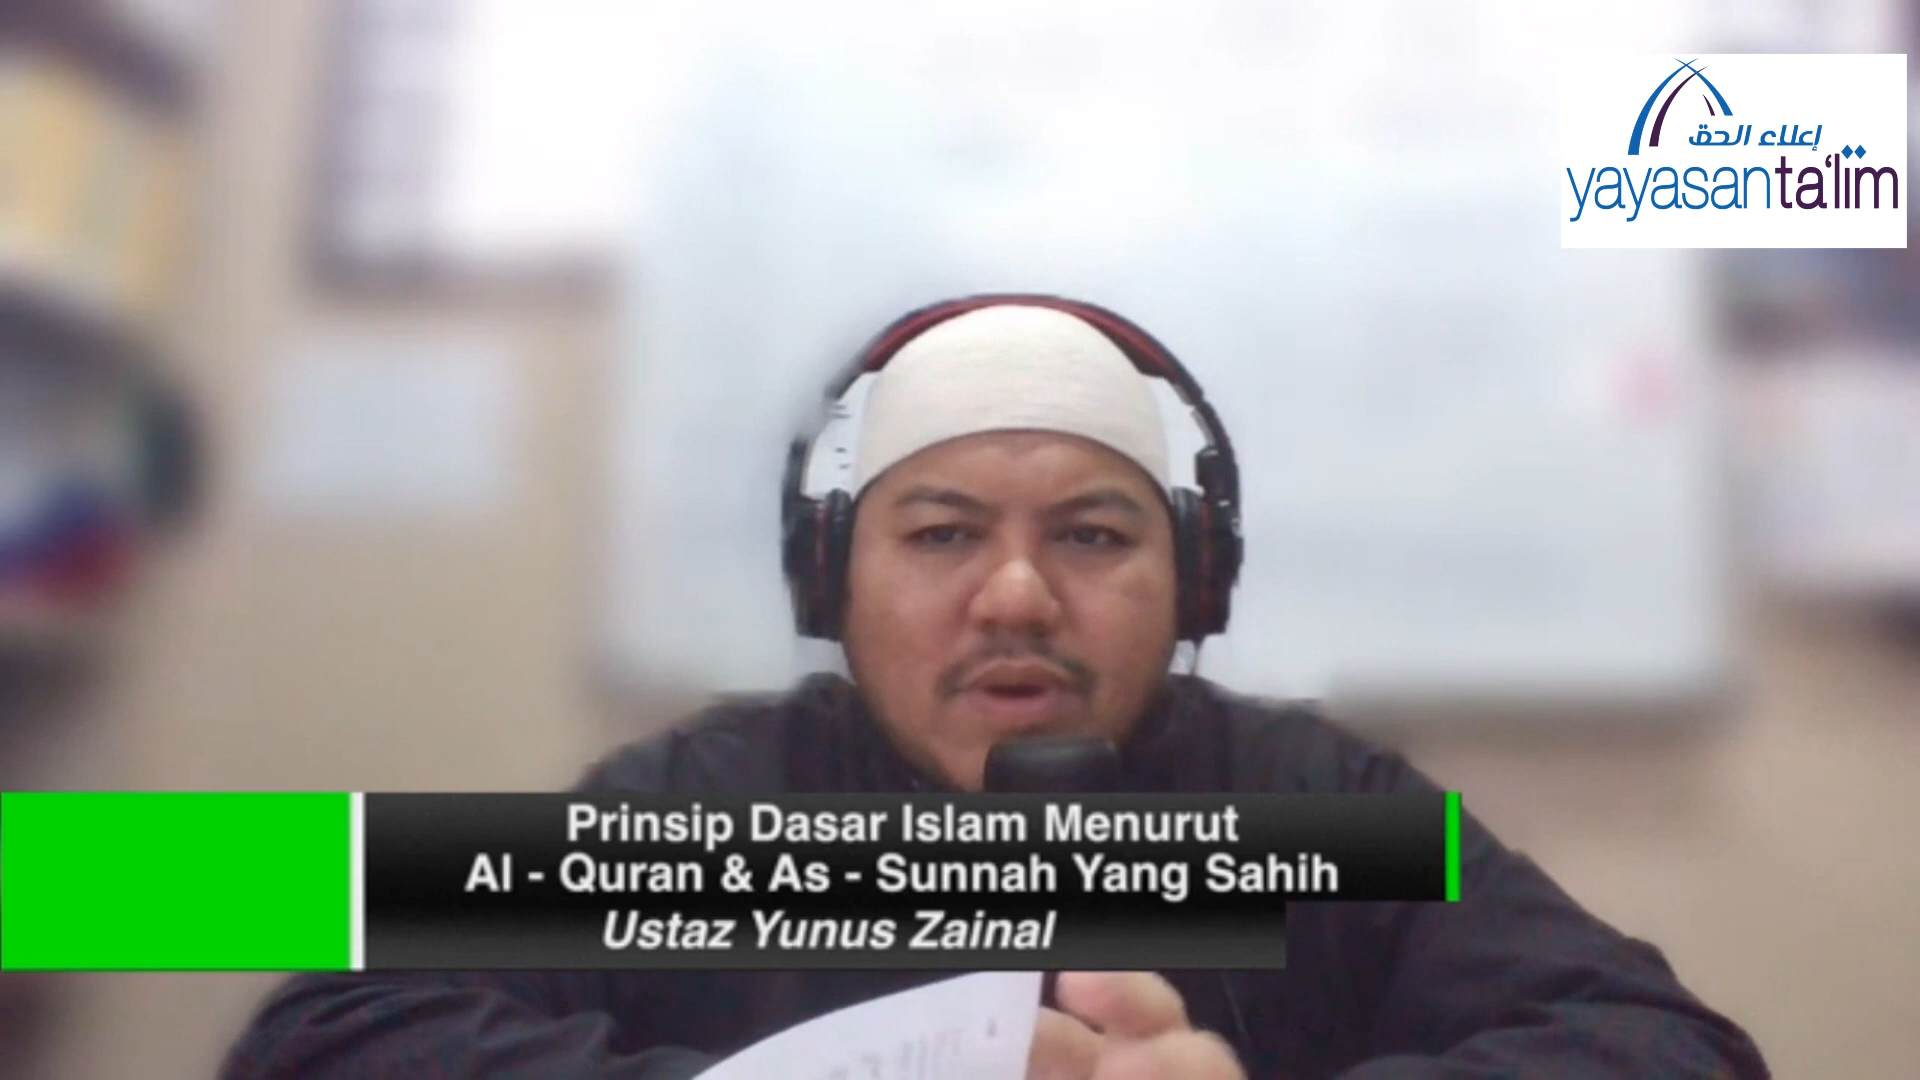 إعلاء الحق
yayasanta'lim
Prinsip Dasar Islam Menurut
Al - Quran & As - Sunnah Yang Sahih
Ustaz Yunus Zainal